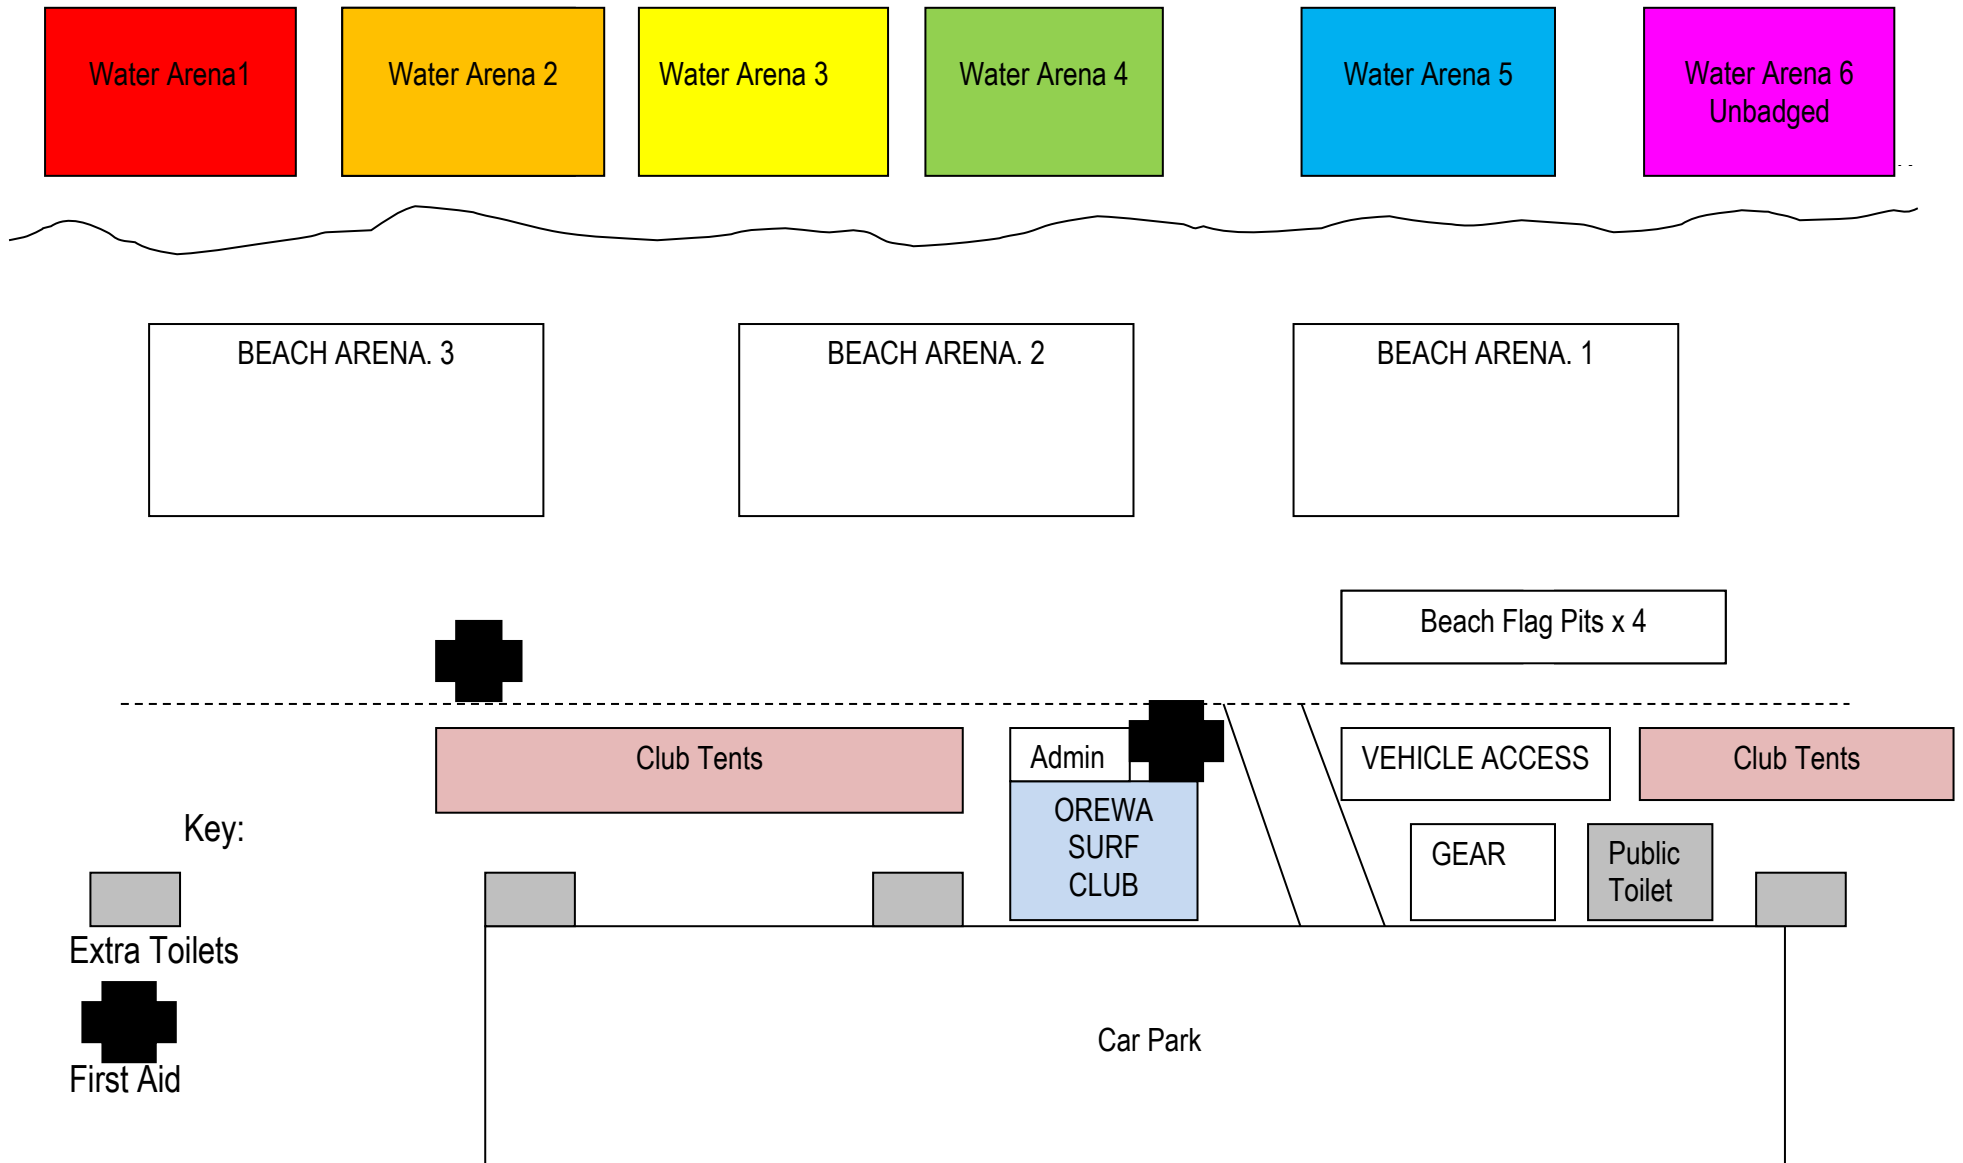 Water Arena1
Water Arena 2
Water Arena 3
Water Arena 4
Water Arena 5
Water Arena 6
Unbadged
BEACH ARENA. 3
BEACH ARENA. 2
BEACH ARENA. 1
Beach Flag Pits x 4
Club Tents
Admin
VEHICLE ACCESS
Club Tents
OREWA
SURF
CLUB
Key:
GEAR
Public
Toilet
Extra Toilets
First Aid
Car Park